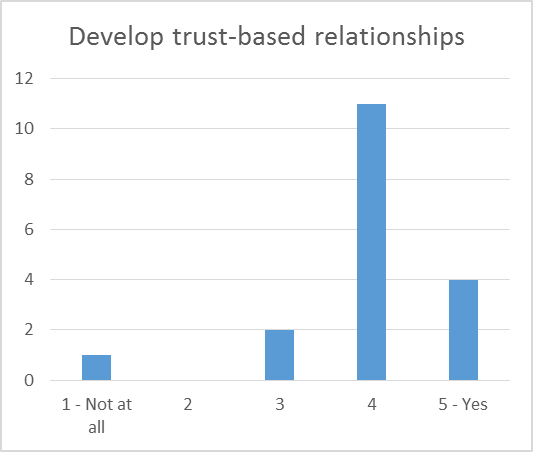 Develop trust-based relationships
12
10
8
6
4
2
0
1 - Not at
all
2
3
4
5 - Yes